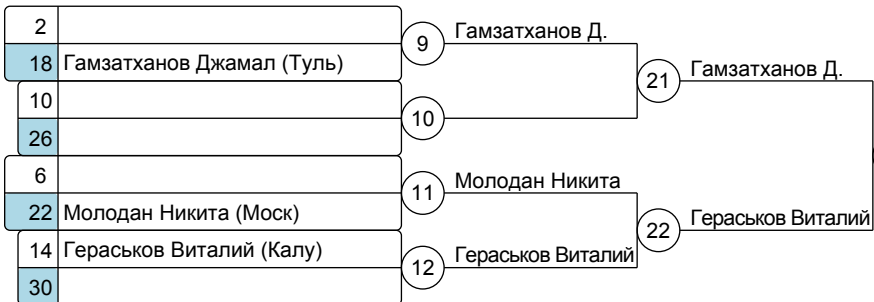 2
9
Гамзатханов Д.
18 Гамзатханов Джамал (Туль)
21
Гамзатханов Д.
10
10
26
6
11
Молодан Никита
22 Молодан Никита (Моск)
22
Гераськов Виталий
14 Гераськов Виталий (Калу)
12
Гераськов Виталий
30